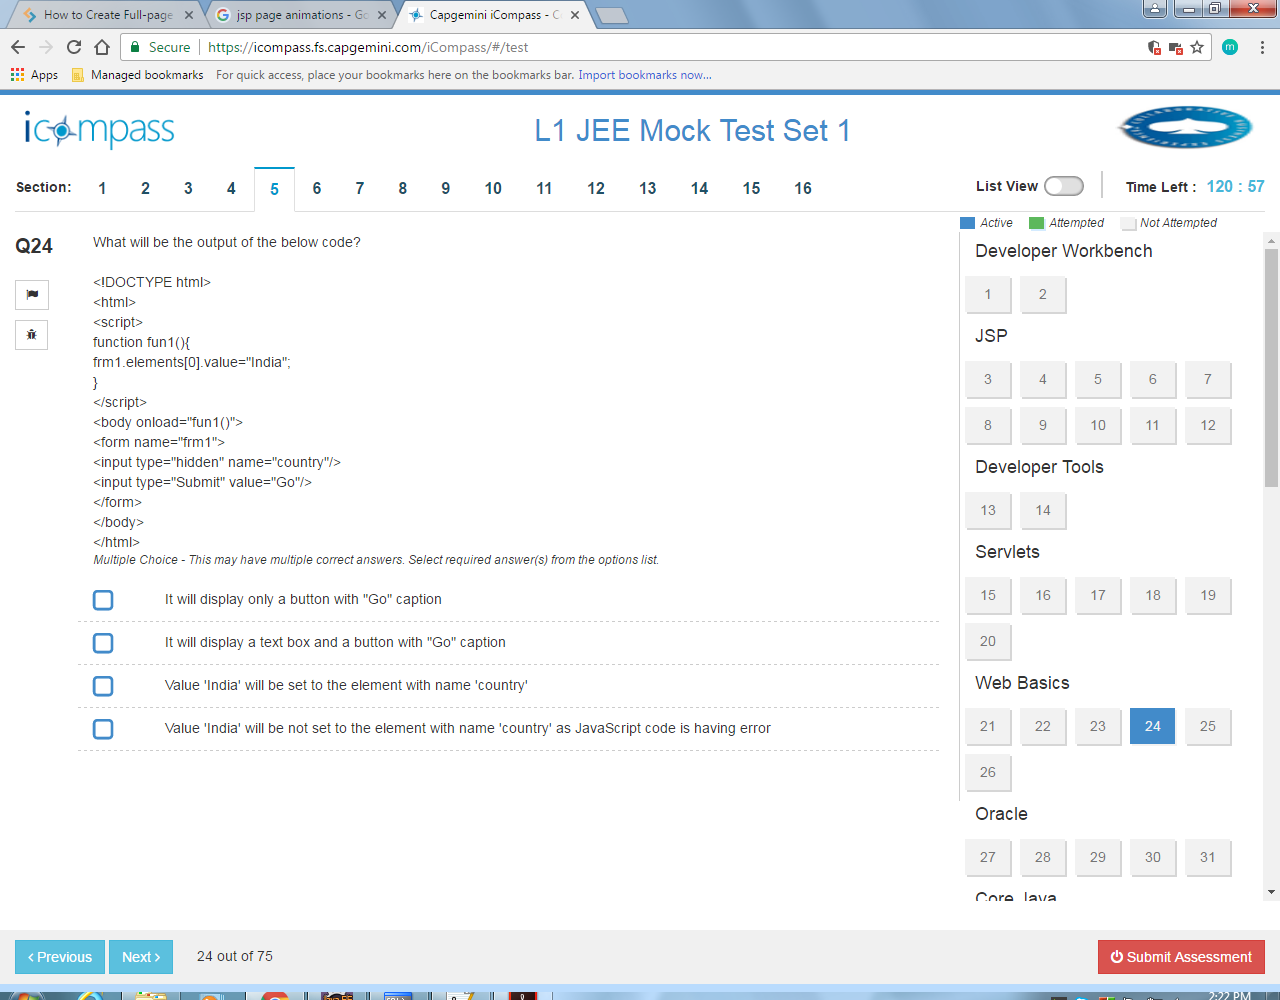 How to Create Full-page
jsp page animations - Go
Capgemini iCompass - C
Secure
https://icompass.fs.capgemini.com/iCompass/#/test
m
Apps
Managed bookmarks
For quick access, place your bookmarks here on the bookmarks bar. Import bookmarks now...
icompass
L1 JEE Mock Test Set 1
Section: 1 2 3 4 5 6 7 8 9 10 11 12 13 14 15 16
List View
Time Left : 120 : 57
Active Attempted Not Attempted
Q24
What will be the output of the below code?
<!DOCTYPE html>
<html>
<script>
function fun1(){
frm1.elements[0].value="India";
}
</script>
<body onload="fun1()">
<form name="frm1">
<input type="hidden" name="country"/>
<input type="Submit" value="Go"/>
</form>
</body>
</html>
Multiple Choice - This may have multiple correct answers. Select required answer(s) from the options list.
It will display only a button with "Go" caption
It will display a text box and a button with "Go" caption
Value 'India' will be set to the element with name 'country'
Value 'India' will be not set to the element with name 'country' as JavaScript code is having error
Developer Workbench
1 2
JSP
3 4 5 6 7
8 9 10 11 12
Developer Tools
13 14
Servlets
15 16 17 18 19
20
Web Basics
21 22 23 24 25
26
Oracle
27 28 29 30 31
Core Java
‹ Previous
Next ›
24 out of 75
Submit Assessment
2:22 PM